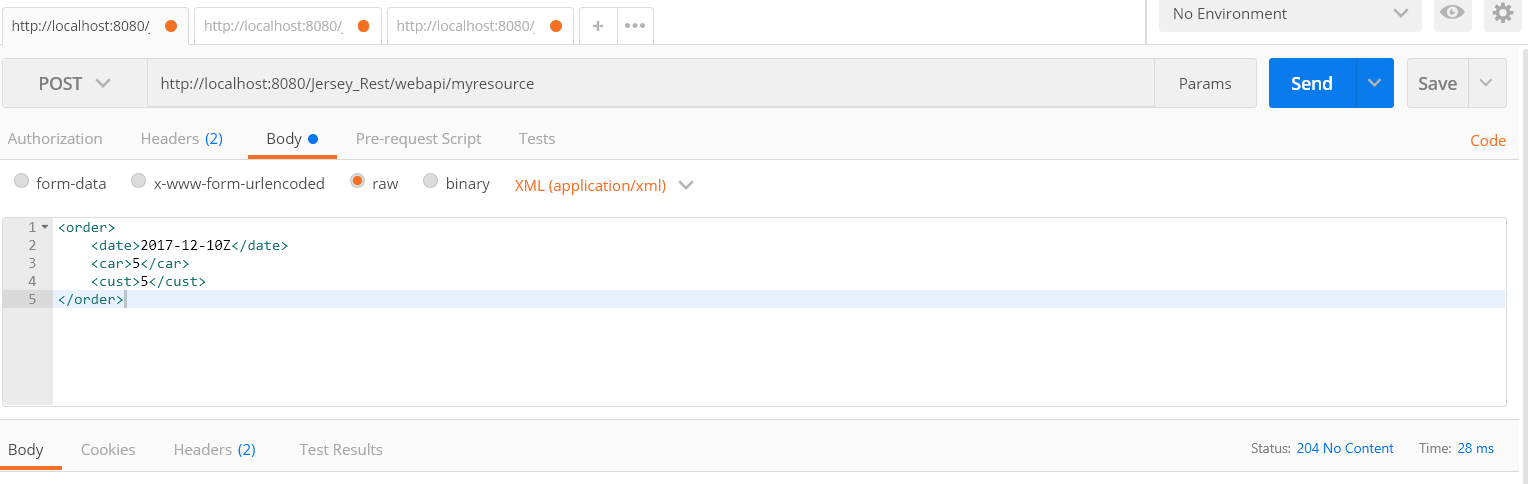 http://localhost:8080/ http://localhost:8080/ http://localhost:8080/ + ••• No Environment
POST http://localhost:8080/Jersey_Rest/webapi/myresource Params Send Save
Authorization Headers (2) Body Pre-request Script Tests Code
form-data x-www-form-urlencoded raw binary XML (application/xml)
1 <order>
2 <date>2017-12-10Z</date>
3 <car>5</car>
4 <cust>5</cust>
5 </order>
Body Cookies Headers (2) Test Results Status: 204 No Content Time: 28 ms